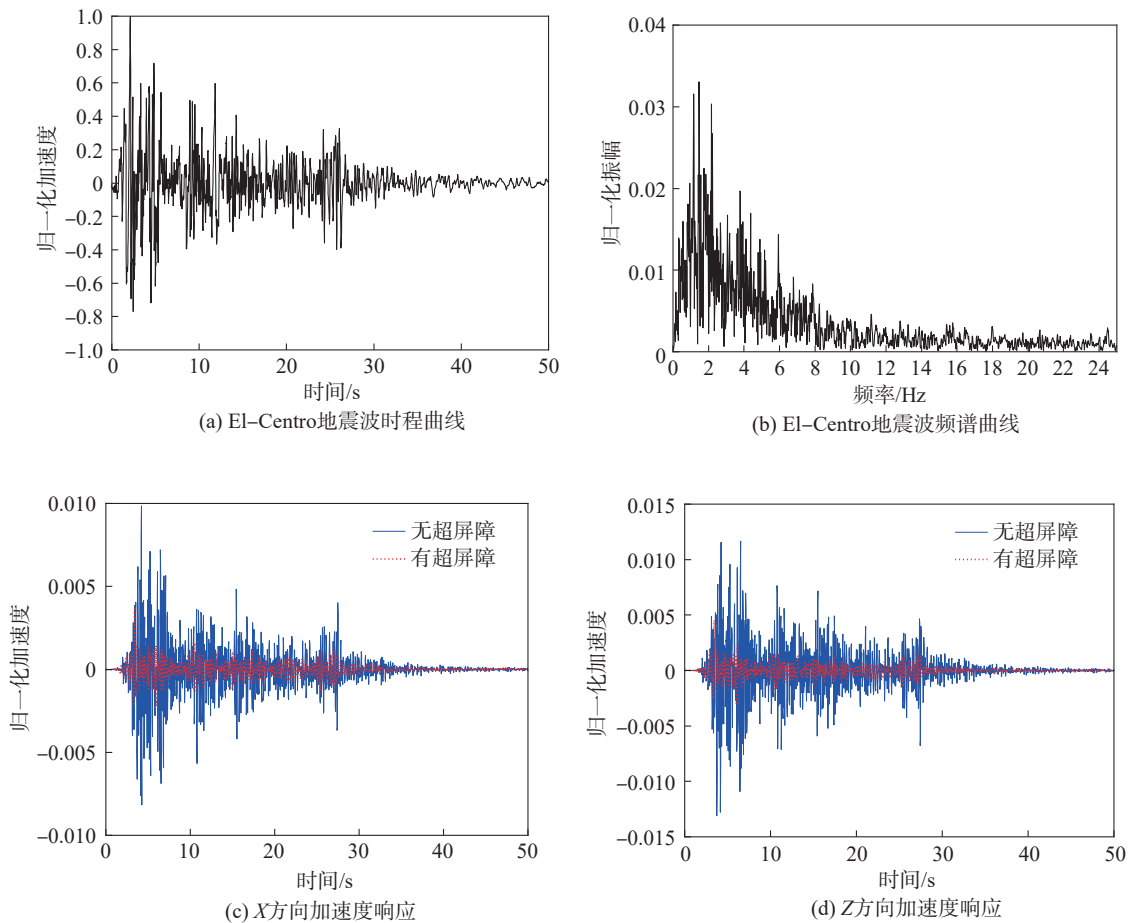 1.0
0.8
0.6
0.4
0.2
0
−0.2
−0.4
−0.6
−0.8
−1.0
归一化加速度
0 10 20 30 40 50
时间/s
(a) El−Centro地震波时程曲线
0.04
0.03
0.02
0.01
0
归一化振幅
0 2 4 6 8 10 12 14 16 18 20 22 24
频率/Hz
(b) El−Centro地震波频谱曲线
0.010
0.005
0
−0.005
−0.010
归一化加速度
无超屏障
有超屏障
0 10 20 30 40 50
时间/s
(c) X方向加速度响应
0.015
0.010
0.005
0
−0.005
−0.010
−0.015
归一化加速度
无超屏障
有超屏障
0 10 20 30 40 50
时间/s
(d) Z方向加速度响应